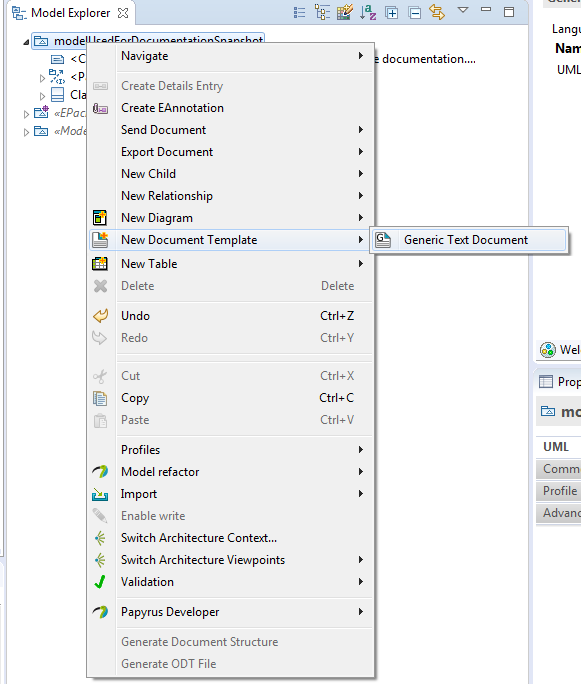 Model Explorer
modelUsedForDocumentationSnapshot
documentation....
Cla
«EPac
«Mode
Navigate
Create Details Entry
Create EAnnotation
Send Document
Export Document
New Child
New Relationship
New Diagram
New Document Template
Generic Text Document
New Table
Delete Delete
Undo Ctrl+Z
Redo Ctrl+Y
Cut Ctrl+X
Copy Ctrl+C
Paste Ctrl+V
Profiles
Model refactor
Import
Enable write
Switch Architecture Context...
Switch Architecture Viewpoints
Validation
Papyrus Developer
Generate Document Structure
Generate ODT File
Langu
Nam
UML
Wel
Prop
mo
UML
Comm
Profile
Advanc